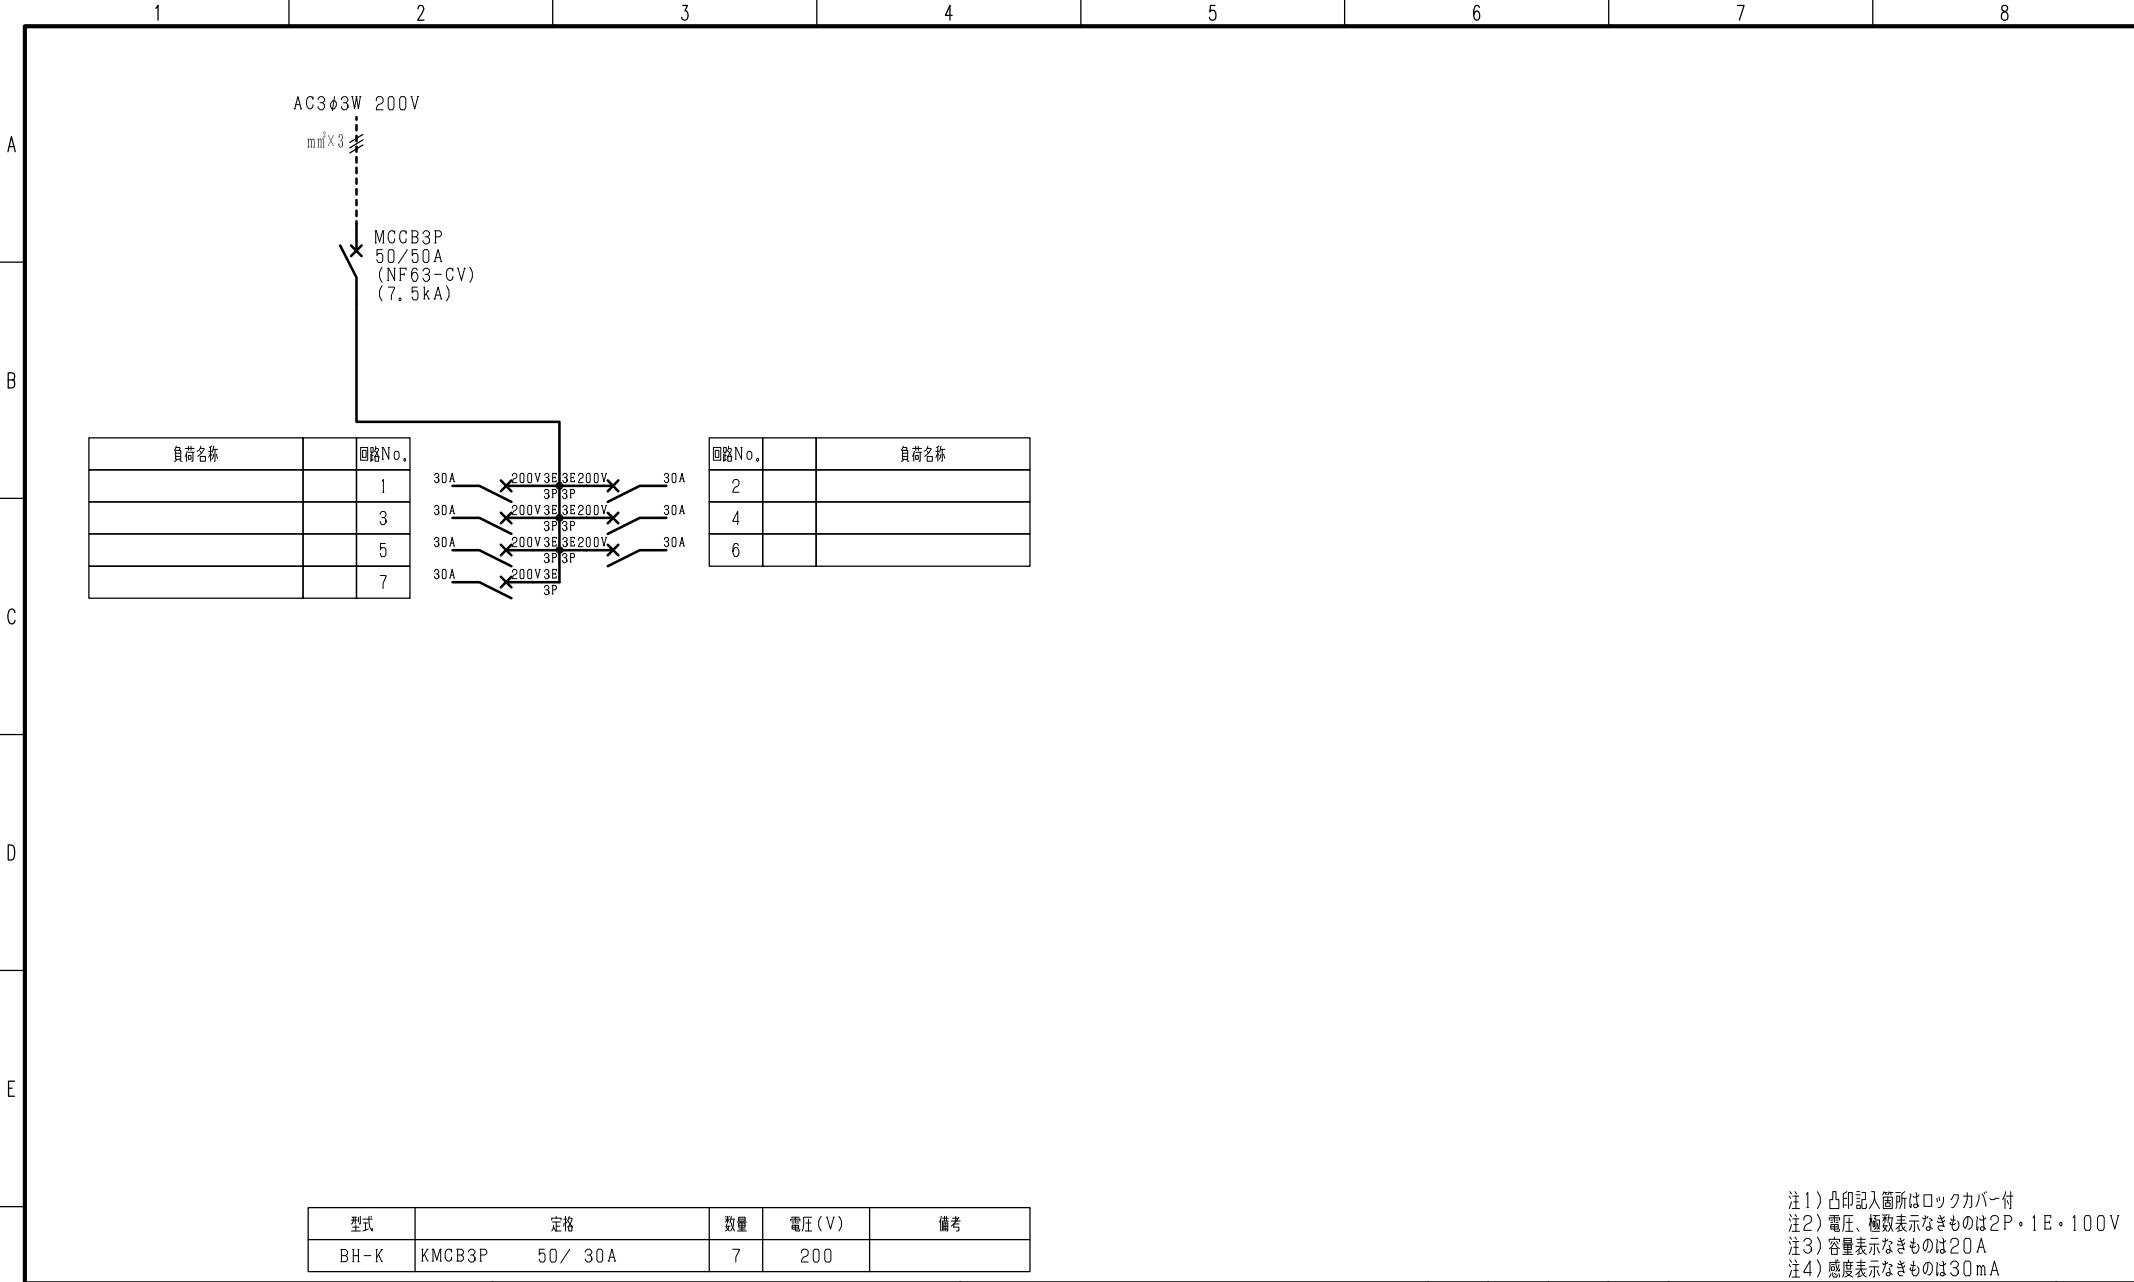 1 2 3 4 5 6 7 8
A
B
C
D
E
AC3φ3W 200V
mm²×3
MCCB3P
50/50A
(NF63-CV)
(7.5kA)
負荷名称 回路No. 回路No. 負荷名称
1 30A 200V3E 3E200V 30A 2
3P 3P
3 30A 200V3E 3E200V 30A 4
3P 3P
5 30A 200V3E 3E200V 30A 6
3P 3P
7 30A 200V3E
3P
型式 定格 数量 電圧(V) 備考
BH-K KMCB3P 50/ 30A 7 200
注1)凸印記入箇所はロックカバー付
注2)電圧、極数表示なきものは2P・1E・100V
注3)容量表示なきものは20A
注4)感度表示なきものは30mA